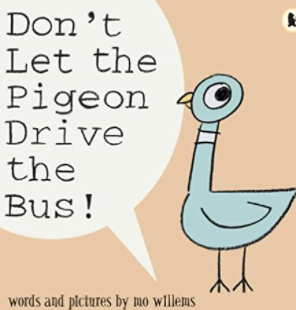 Don't
Let the
Pigeon
Drive
the
Bus!
words and pictures by mo willems